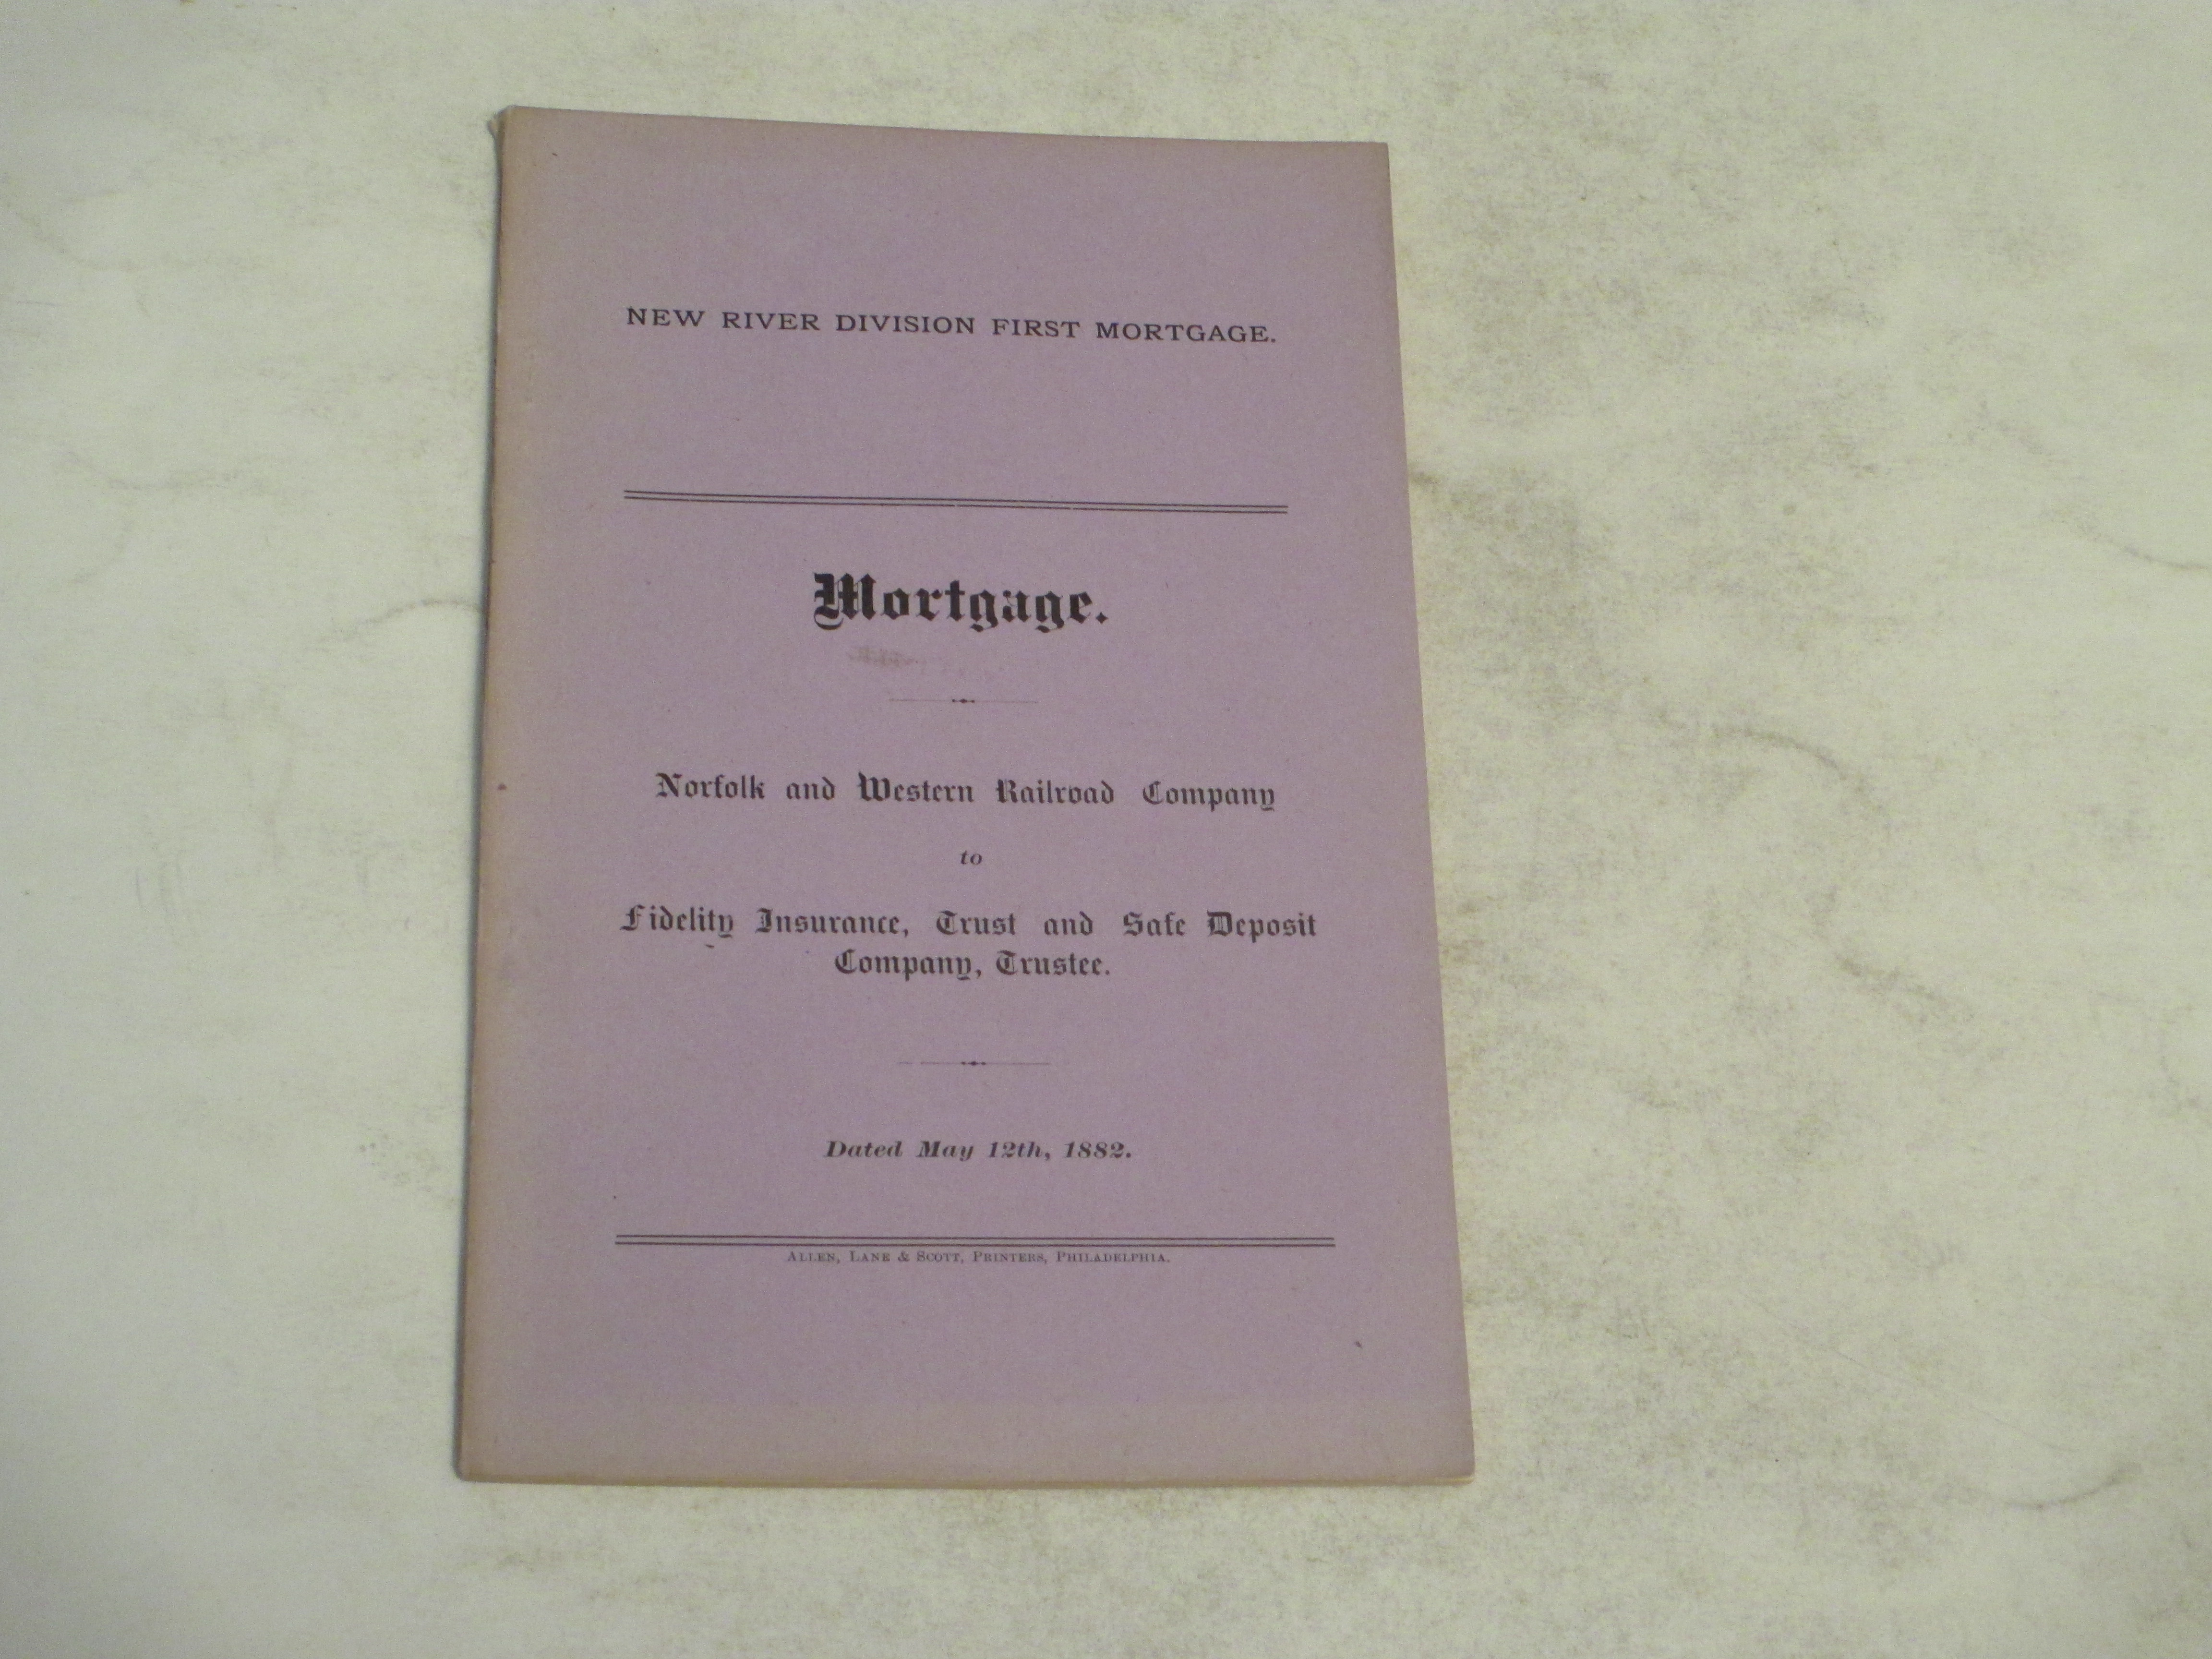 NEW RIVER DIVISION FIRST MORTGAGE.
Mortgage.
Norfolk and Western Railroad Company
to
Fidelity Insurance, Trust and Safe Deposit
Company, Trustee.
Dated May 12th, 1882.
ALLEN, LANE & SCOTT, PRINTERS, PHILADELPHIA.